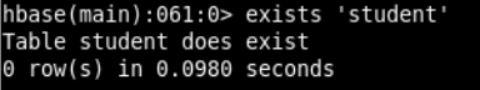 hbase(main):061:0> exists 'student'
Table student does exist
0 row(s) in 0.0980 seconds